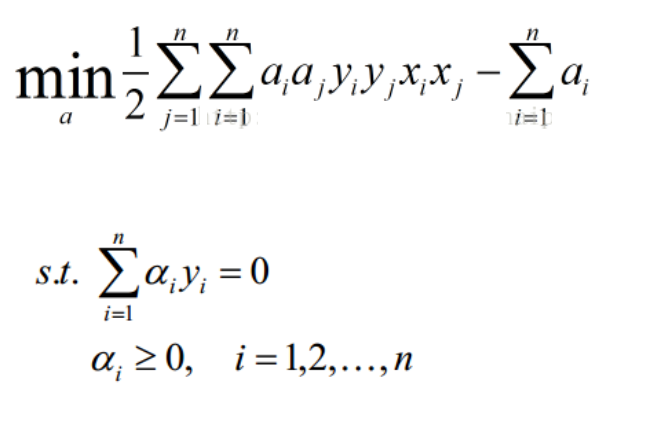 min_a 1/2 ∑_{j=1}^{n} ∑_{i=1}^{n} a_i a_j y_i y_j x_i x_j − ∑_{i=1}^{n} a_i
s.t. ∑_{i=1}^{n} α_i y_i = 0
α_i ≥ 0, i = 1,2,…,n